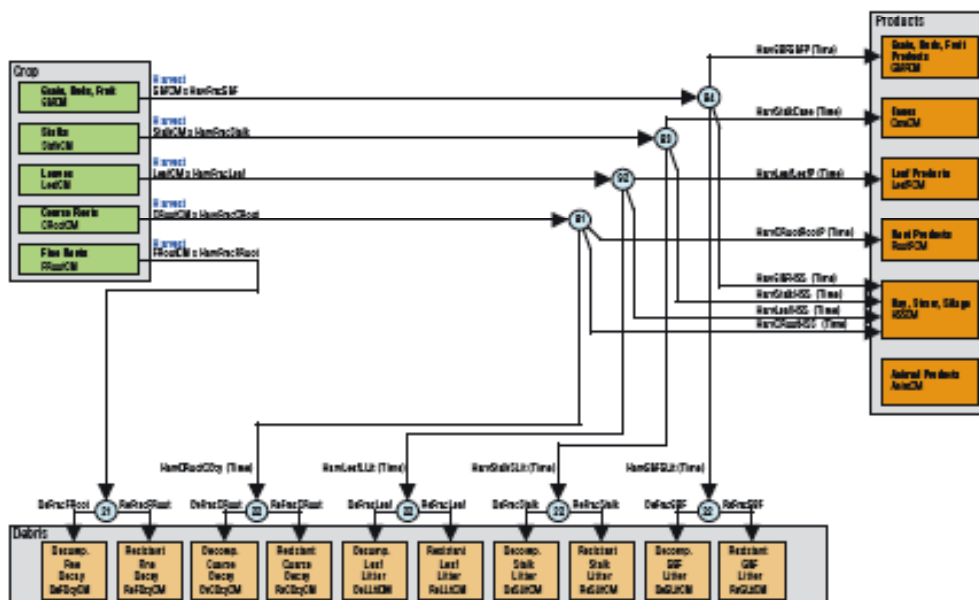 Products
Grain, Buds, Fruit
Products
GBFCM
Canes
CaneCM
Leaf Products
LeafPCM
Root Products
RootPCM
Hay, Straw, Silage
HSSCM
Animal Products
AnimCM
Crop
Grain, Buds, Fruit
GBFCM
Stalks
StalkCM
Leaves
LeafCM
Coarse Roots
CRootCM
Fine Roots
FRootCM
Harvest
GBFCM x HarvFracGBF
Harvest
StalkCM x HarvFracStalk
Harvest
LeafCM x HarvFracLeaf
Harvest
CRootCM x HarvFracCRoot
Harvest
FRootCM x HarvFracFRoot
HarvGBFGBFP (Time)
HarvStalkCane (Time)
HarvLeafLeafP (Time)
HarvCRootRootP (Time)
HarvGBFHSS (Time)
HarvStalkHSS (Time)
HarvLeafHSS (Time)
HarvCRootHSS (Time)
HarvCRootCDcy (Time)
HarvLeafLLit (Time)
HarvStalkSLit (Time)
HarvGBFGLit (Time)
DeFracFRoot
ReFracFRoot
DeFracCRoot
ReFracCRoot
DeFracLeaf
ReFracLeaf
DeFracStalk
ReFracStalk
DeFracGBF
ReFracGBF
Debris
Decomp.
Fine
Decay
DeFDcyCM
Resistant
Fine
Decay
ReFDcyCM
Decomp.
Coarse
Decay
DeCDcyCM
Resistant
Coarse
Decay
ReCDcyCM
Decomp.
Leaf
Litter
DeLLitCM
Resistant
Leaf
Litter
ReLLitCM
Decomp.
Stalk
Litter
DeSLitCM
Resistant
Stalk
Litter
ReSLitCM
Decomp.
GBF
Litter
DeGLitCM
Resistant
GBF
Litter
ReGLitCM